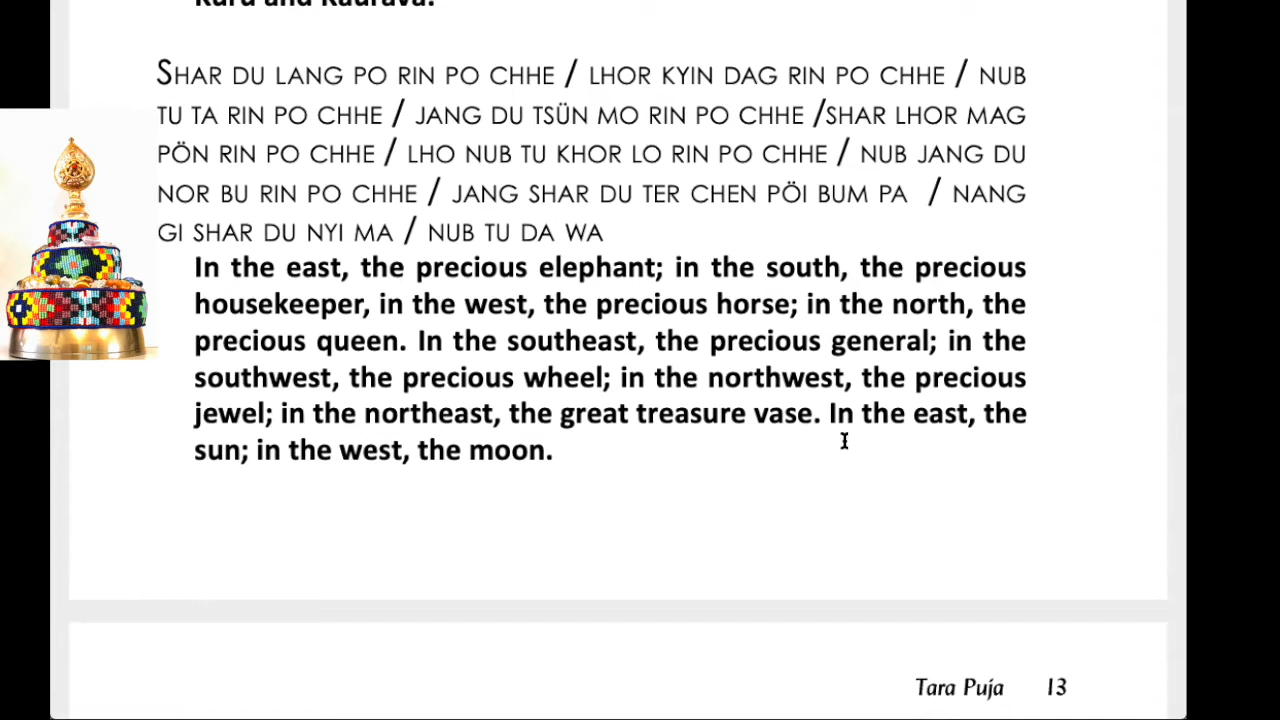 Kuru and Kaurava.
SHAR DU LANG PO RIN PO CHHE / LHOR KYIN DAG RIN PO CHHE / NUB
TU TA RIN PO CHHE / JANG DU TSÜN MO RIN PO CHHE /SHAR LHOR MAG
PÖN RIN PO CHHE / LHO NUB TU KHOR LO RIN PO CHHE / NUB JANG DU
NOR BU RIN PO CHHE / JANG SHAR DU TER CHEN PÖI BUM PA / NANG
GI SHAR DU NYI MA / NUB TU DA WA
In the east, the precious elephant; in the south, the precious
housekeeper, in the west, the precious horse; in the north, the
precious queen. In the southeast, the precious general; in the
southwest, the precious wheel; in the northwest, the precious
jewel; in the northeast, the great treasure vase. In the east, the
sun; in the west, the moon.
Tara Puja 13